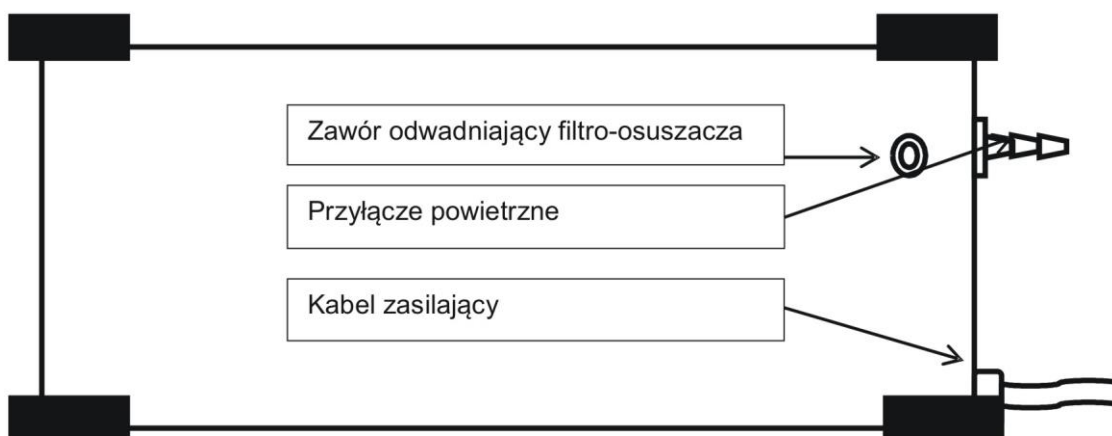 Zawór odwadniający filtro-osuszacza
Przyłącze powietrzne
Kabel zasilający